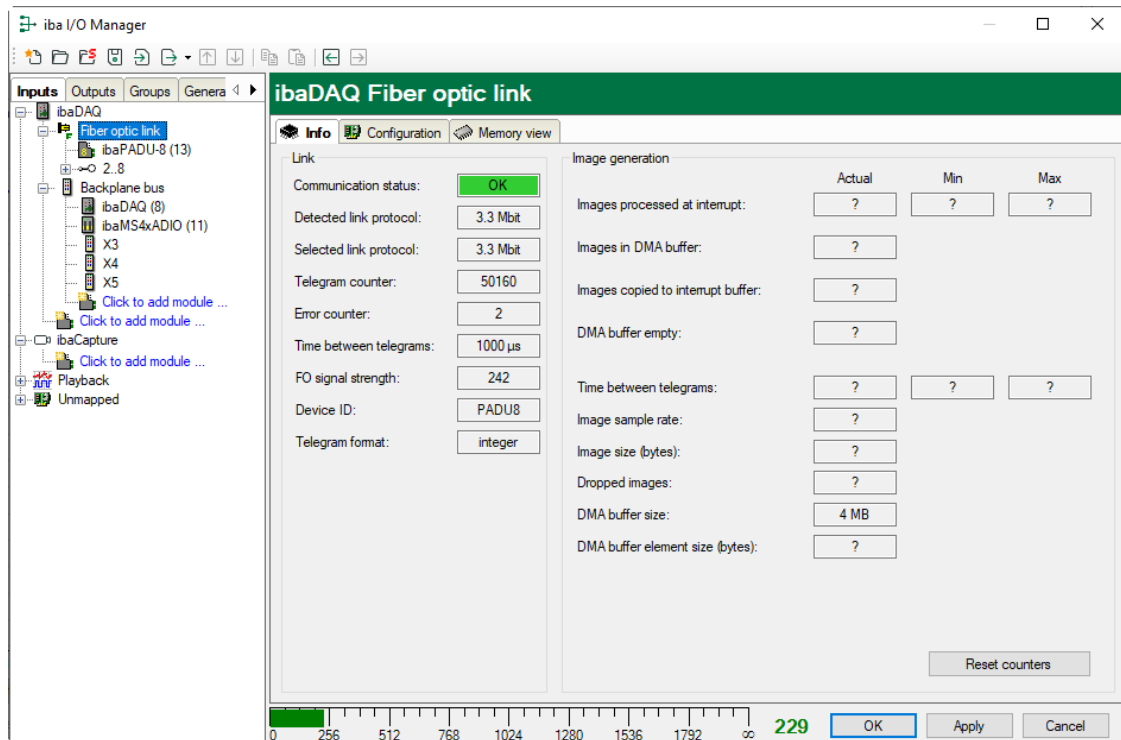 iba I/O Manager
Inputs Outputs Groups Genera
ibaDAQ
Fiber optic link
ibaPADU-8 (13)
2..8
Backplane bus
ibaDAQ (8)
ibaMS4xADIO (11)
X3
X4
X5
Click to add module ...
Click to add module ...
ibaCapture
Click to add module ...
Playback
Unmapped
ibaDAQ Fiber optic link
Info Configuration Memory view
Link
Communication status: OK
Detected link protocol: 3.3 Mbit
Selected link protocol: 3.3 Mbit
Telegram counter: 50160
Error counter: 2
Time between telegrams: 1000 µs
FO signal strength: 242
Device ID: PADU8
Telegram format: integer
Image generation
Actual Min Max
Images processed at interrupt: ? ? ?
Images in DMA buffer: ?
Images copied to interrupt buffer: ?
DMA buffer empty: ?
Time between telegrams: ? ? ?
Image sample rate: ?
Image size (bytes): ?
Dropped images: ?
DMA buffer size: 4 MB
DMA buffer element size (bytes): ?
Reset counters
0 256 512 768 1024 1280 1536 1792 ∞
229
OK Apply Cancel